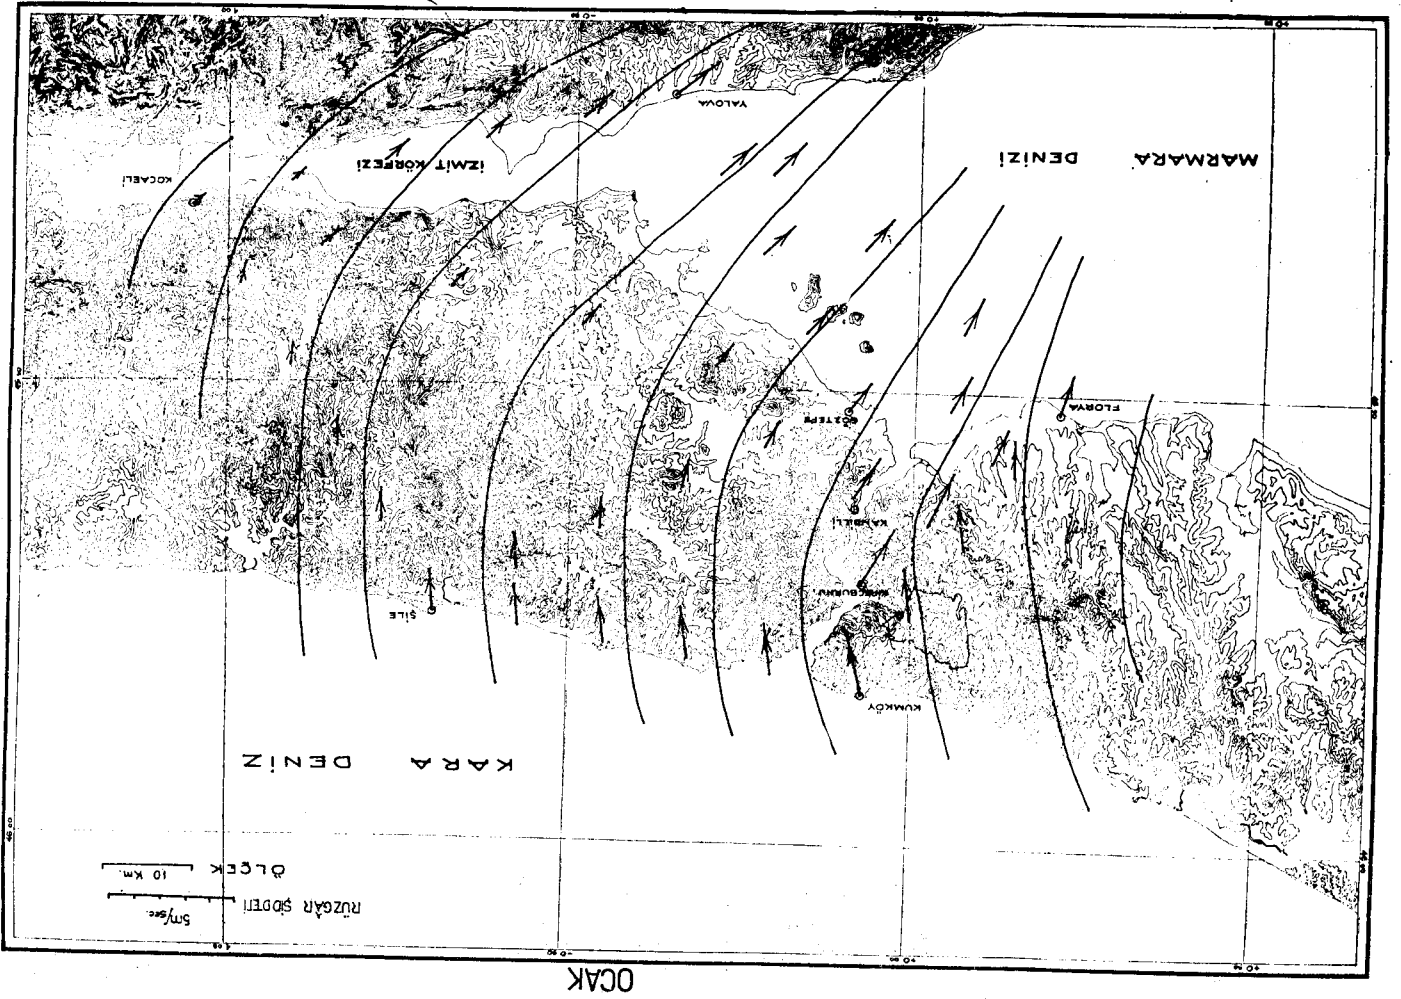 OCAK
RÜZGÂR ŞİDDETİ
5m/sec.
ÖLÇEK
10 Km.
KARA DENİZ
KUMKÖY
ŞİLE
KANDİLLİ
GÖZTEPE
FLORYA
MARMARA DENİZİ
İZMİT KÖRFEZİ
KOCAELİ
YALOVA